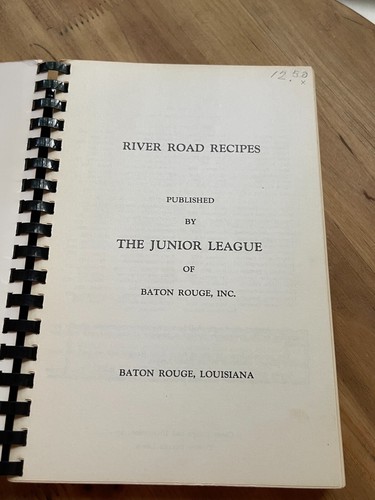 12.50
x
RIVER ROAD RECIPES
PUBLISHED
BY
THE JUNIOR LEAGUE
OF
BATON ROUGE, INC.
BATON ROUGE, LOUISIANA